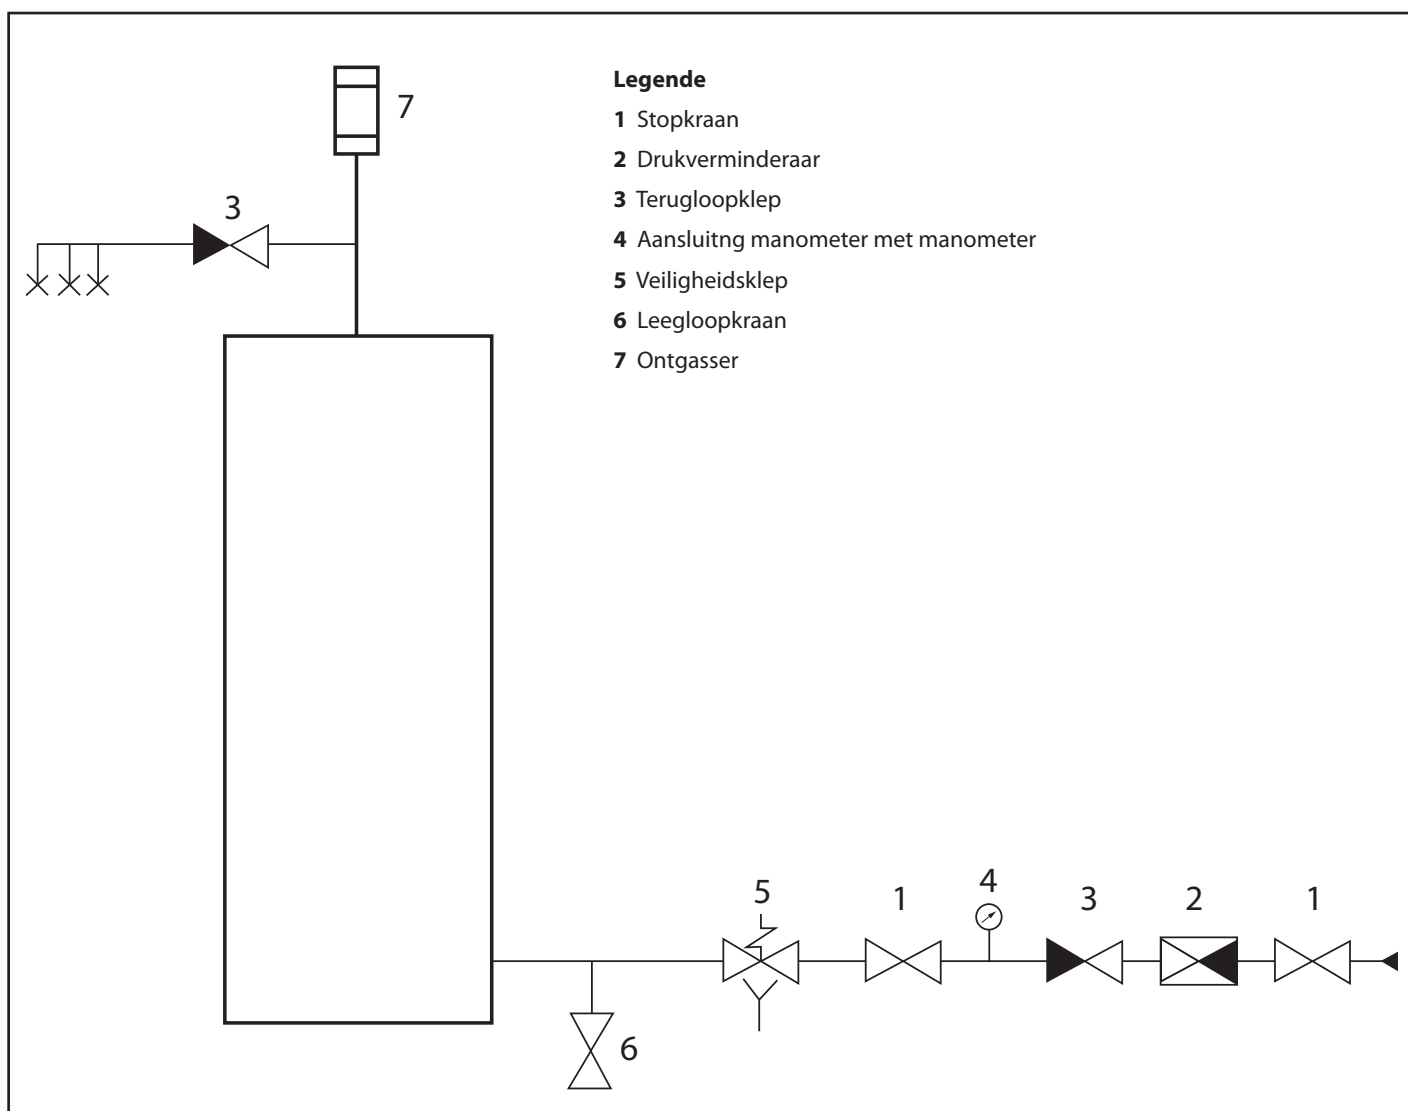 Legende
1 Stopkraan
2 Drukverminderaar
3 Terugloopklep
4 Aansluitng manometer met manometer
5 Veiligheidsklep
6 Leegloopkraan
7 Ontgasser
7
3
5
1
4
3
2
1
6